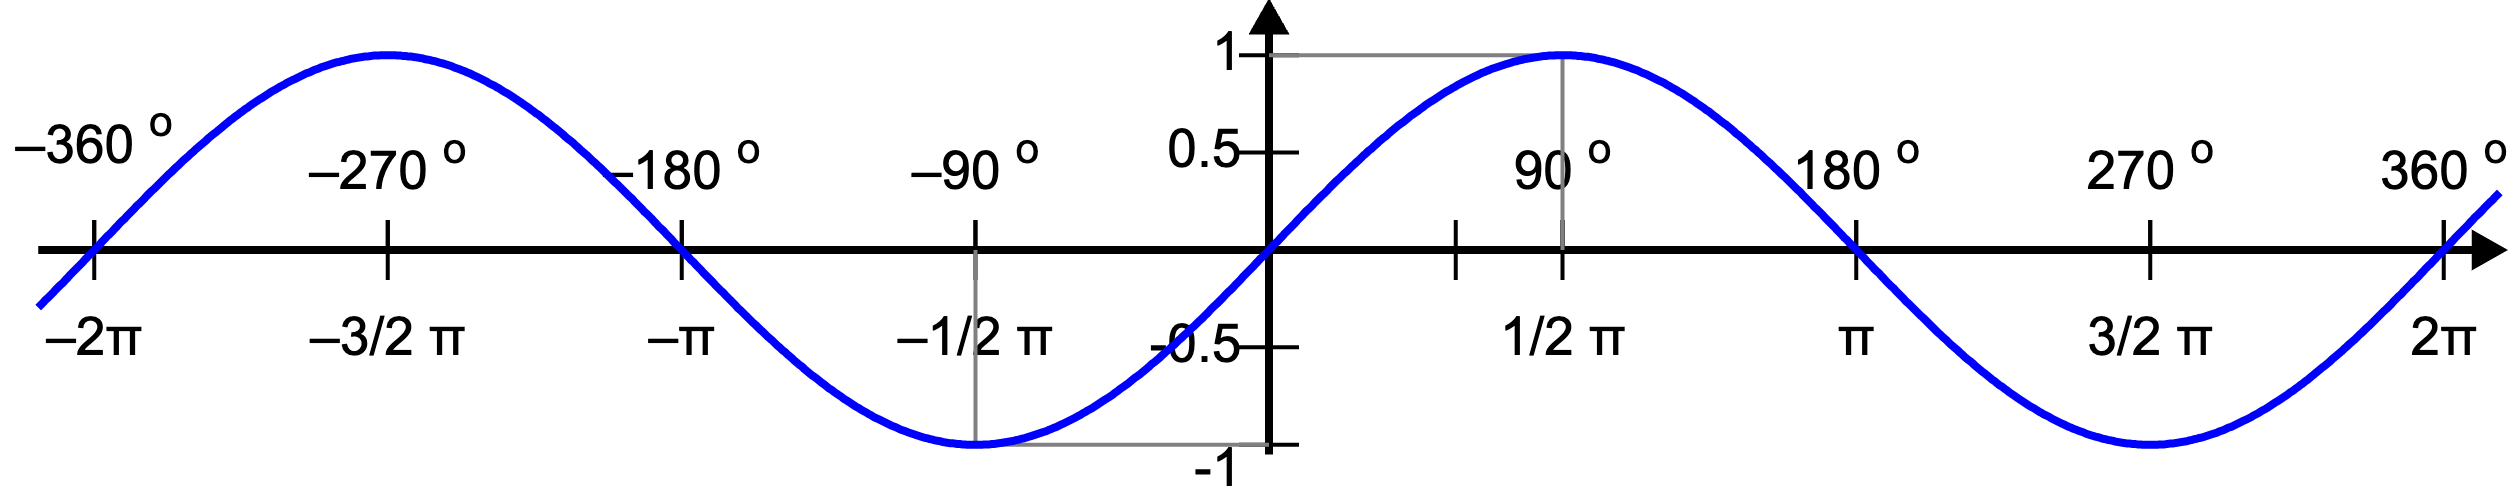 1
–360 º
–270 º
–180 º
–90 º
0.5
90 º
180 º
270 º
360 º
–2π
–3/2 π
–π
–1/2 π
-0.5
1/2 π
π
3/2 π
2π
-1